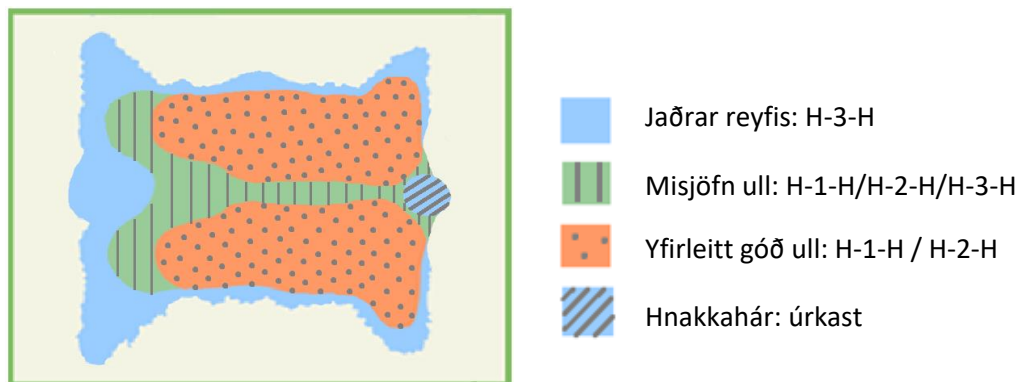 Jaðrar reyfis: H-3-H
Misjöfn ull: H-1-H/H-2-H/H-3-H
Yfirleitt góð ull: H-1-H / H-2-H
Hnakkahár: úrkast